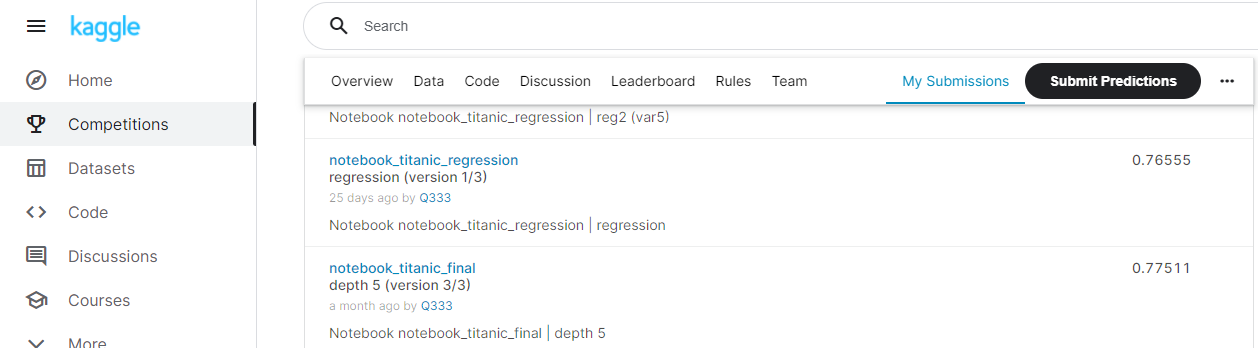 kaggle
Search
Home
Competitions
Datasets
Code
Discussions
Courses
More
Overview Data Code Discussion Leaderboard Rules Team My Submissions Submit Predictions
Notebook notebook_titanic_regression | reg2 (var5)
notebook_titanic_regression 0.76555
regression (version 1/3)
25 days ago by Q333
Notebook notebook_titanic_regression | regression
notebook_titanic_final 0.77511
depth 5 (version 3/3)
a month ago by Q333
Notebook notebook_titanic_final | depth 5